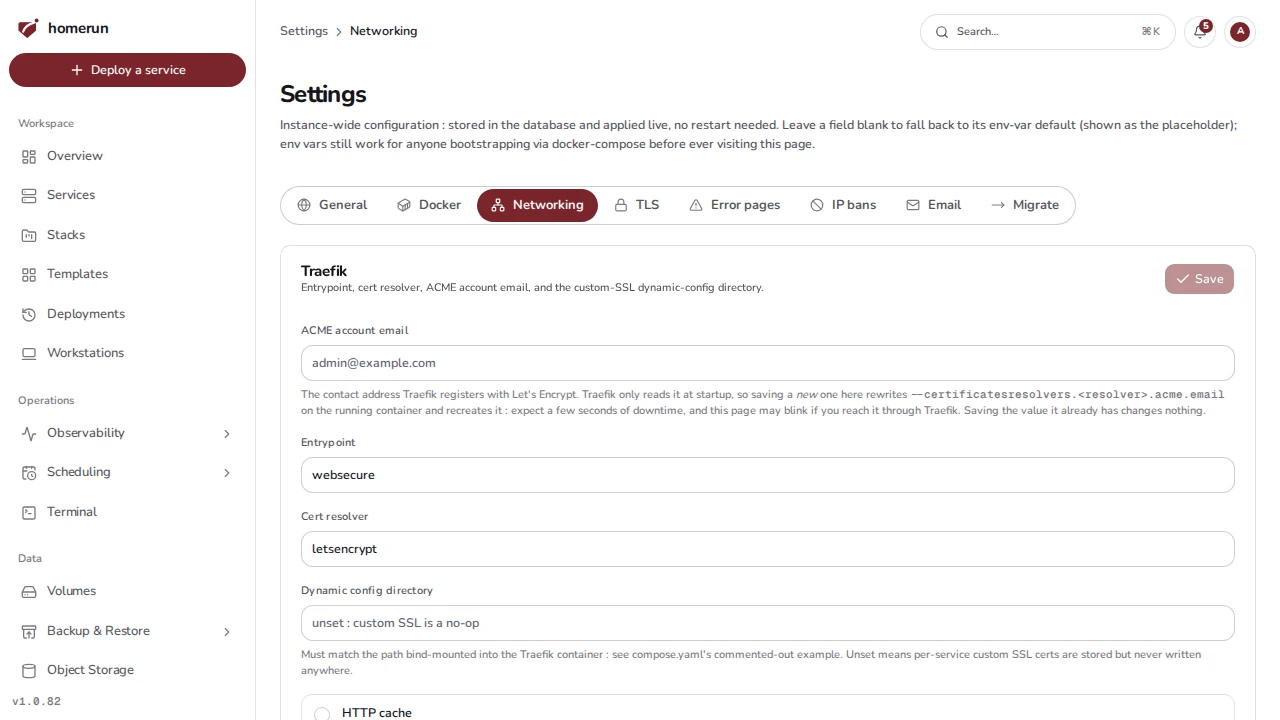 homerun
Deploy a service
Workspace
Overview
Services
Stacks
Templates
Deployments
Workstations
Operations
Observability
Scheduling
Terminal
Data
Volumes
Backup & Restore
Object Storage
v1.0.82
Settings > Networking
Search...
⌘K
5
A
Settings
Instance-wide configuration : stored in the database and applied live, no restart needed. Leave a field blank to fall back to its env-var default (shown as the placeholder);
env vars still work for anyone bootstrapping via docker-compose before ever visiting this page.
General
Docker
Networking
TLS
Error pages
IP bans
Email
Migrate
Traefik
Entrypoint, cert resolver, ACME account email, and the custom-SSL dynamic-config directory.
Save
ACME account email
admin@example.com
The contact address Traefik registers with Let's Encrypt. Traefik only reads it at startup, so saving a new one here rewrites --certificatesresolvers.<resolver>.acme.email
on the running container and recreates it : expect a few seconds of downtime, and this page may blink if you reach it through Traefik. Saving the value it already has changes nothing.
Entrypoint
websecure
Cert resolver
letsencrypt
Dynamic config directory
unset : custom SSL is a no-op
Must match the path bind-mounted into the Traefik container : see compose.yaml's commented-out example. Unset means per-service custom SSL certs are stored but never written
anywhere.
HTTP cache